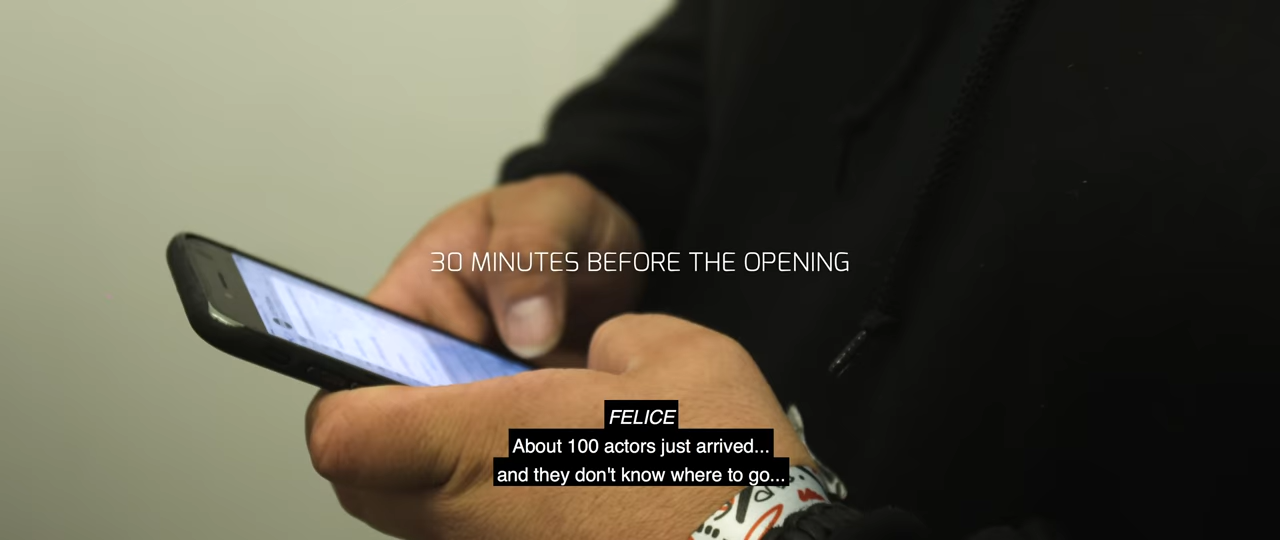 30 MINUTES BEFORE THE OPENING
FELICE
About 100 actors just arrived...
and they don't know where to go...